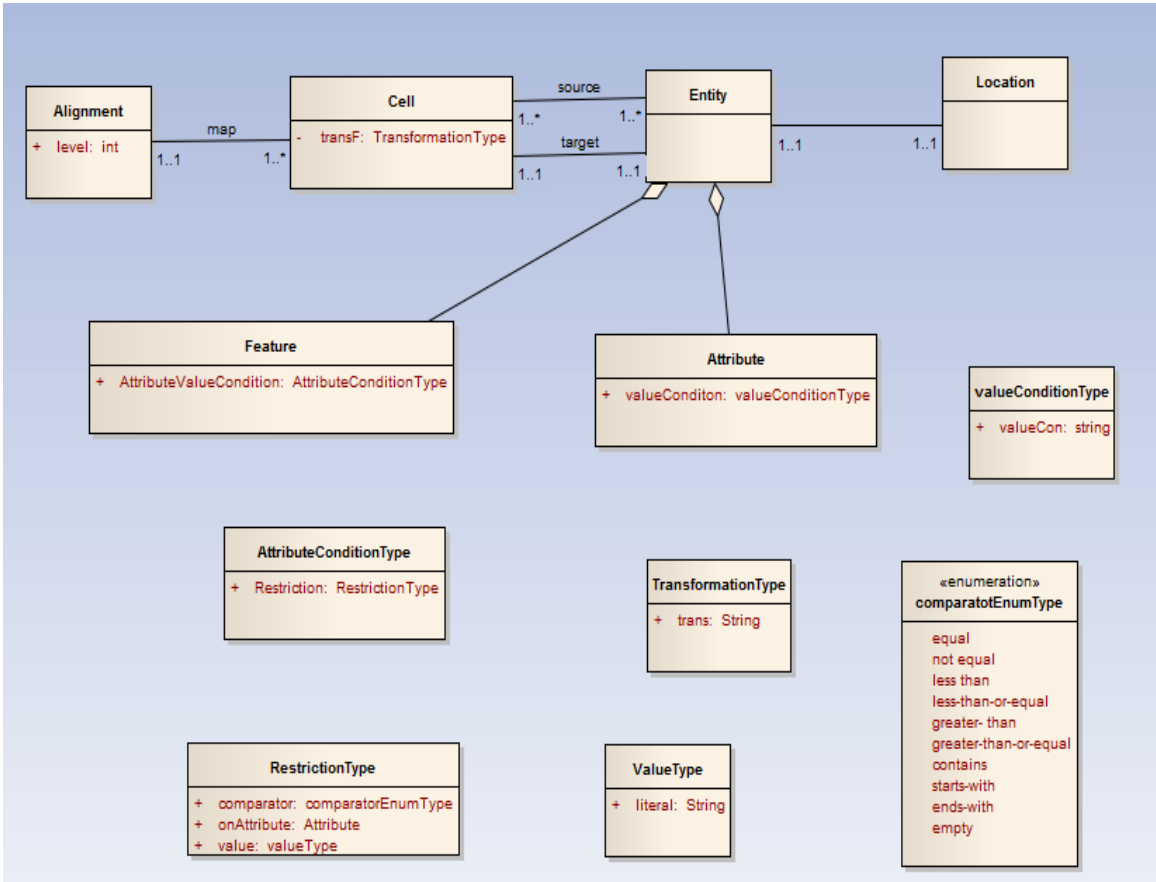 Alignment
+ level: int
map
1..1
1..*
Cell
- transF: TransformationType
source
1..*
1..*
target
1..1
1..1
Entity
1..1
1..1
Location
Feature
+ AttributeValueCondition: AttributeConditionType
Attribute
+ valueConditon: valueConditionType
valueConditionType
+ valueCon: string
AttributeConditionType
+ Restriction: RestrictionType
TransformationType
+ trans: String
«enumeration»
comparatotEnumType
equal
not equal
less than
less-than-or-equal
greater- than
greater-than-or-equal
contains
starts-with
ends-with
empty
RestrictionType
+ comparator: comparatorEnumType
+ onAttribute: Attribute
+ value: valueType
ValueType
+ literal: String